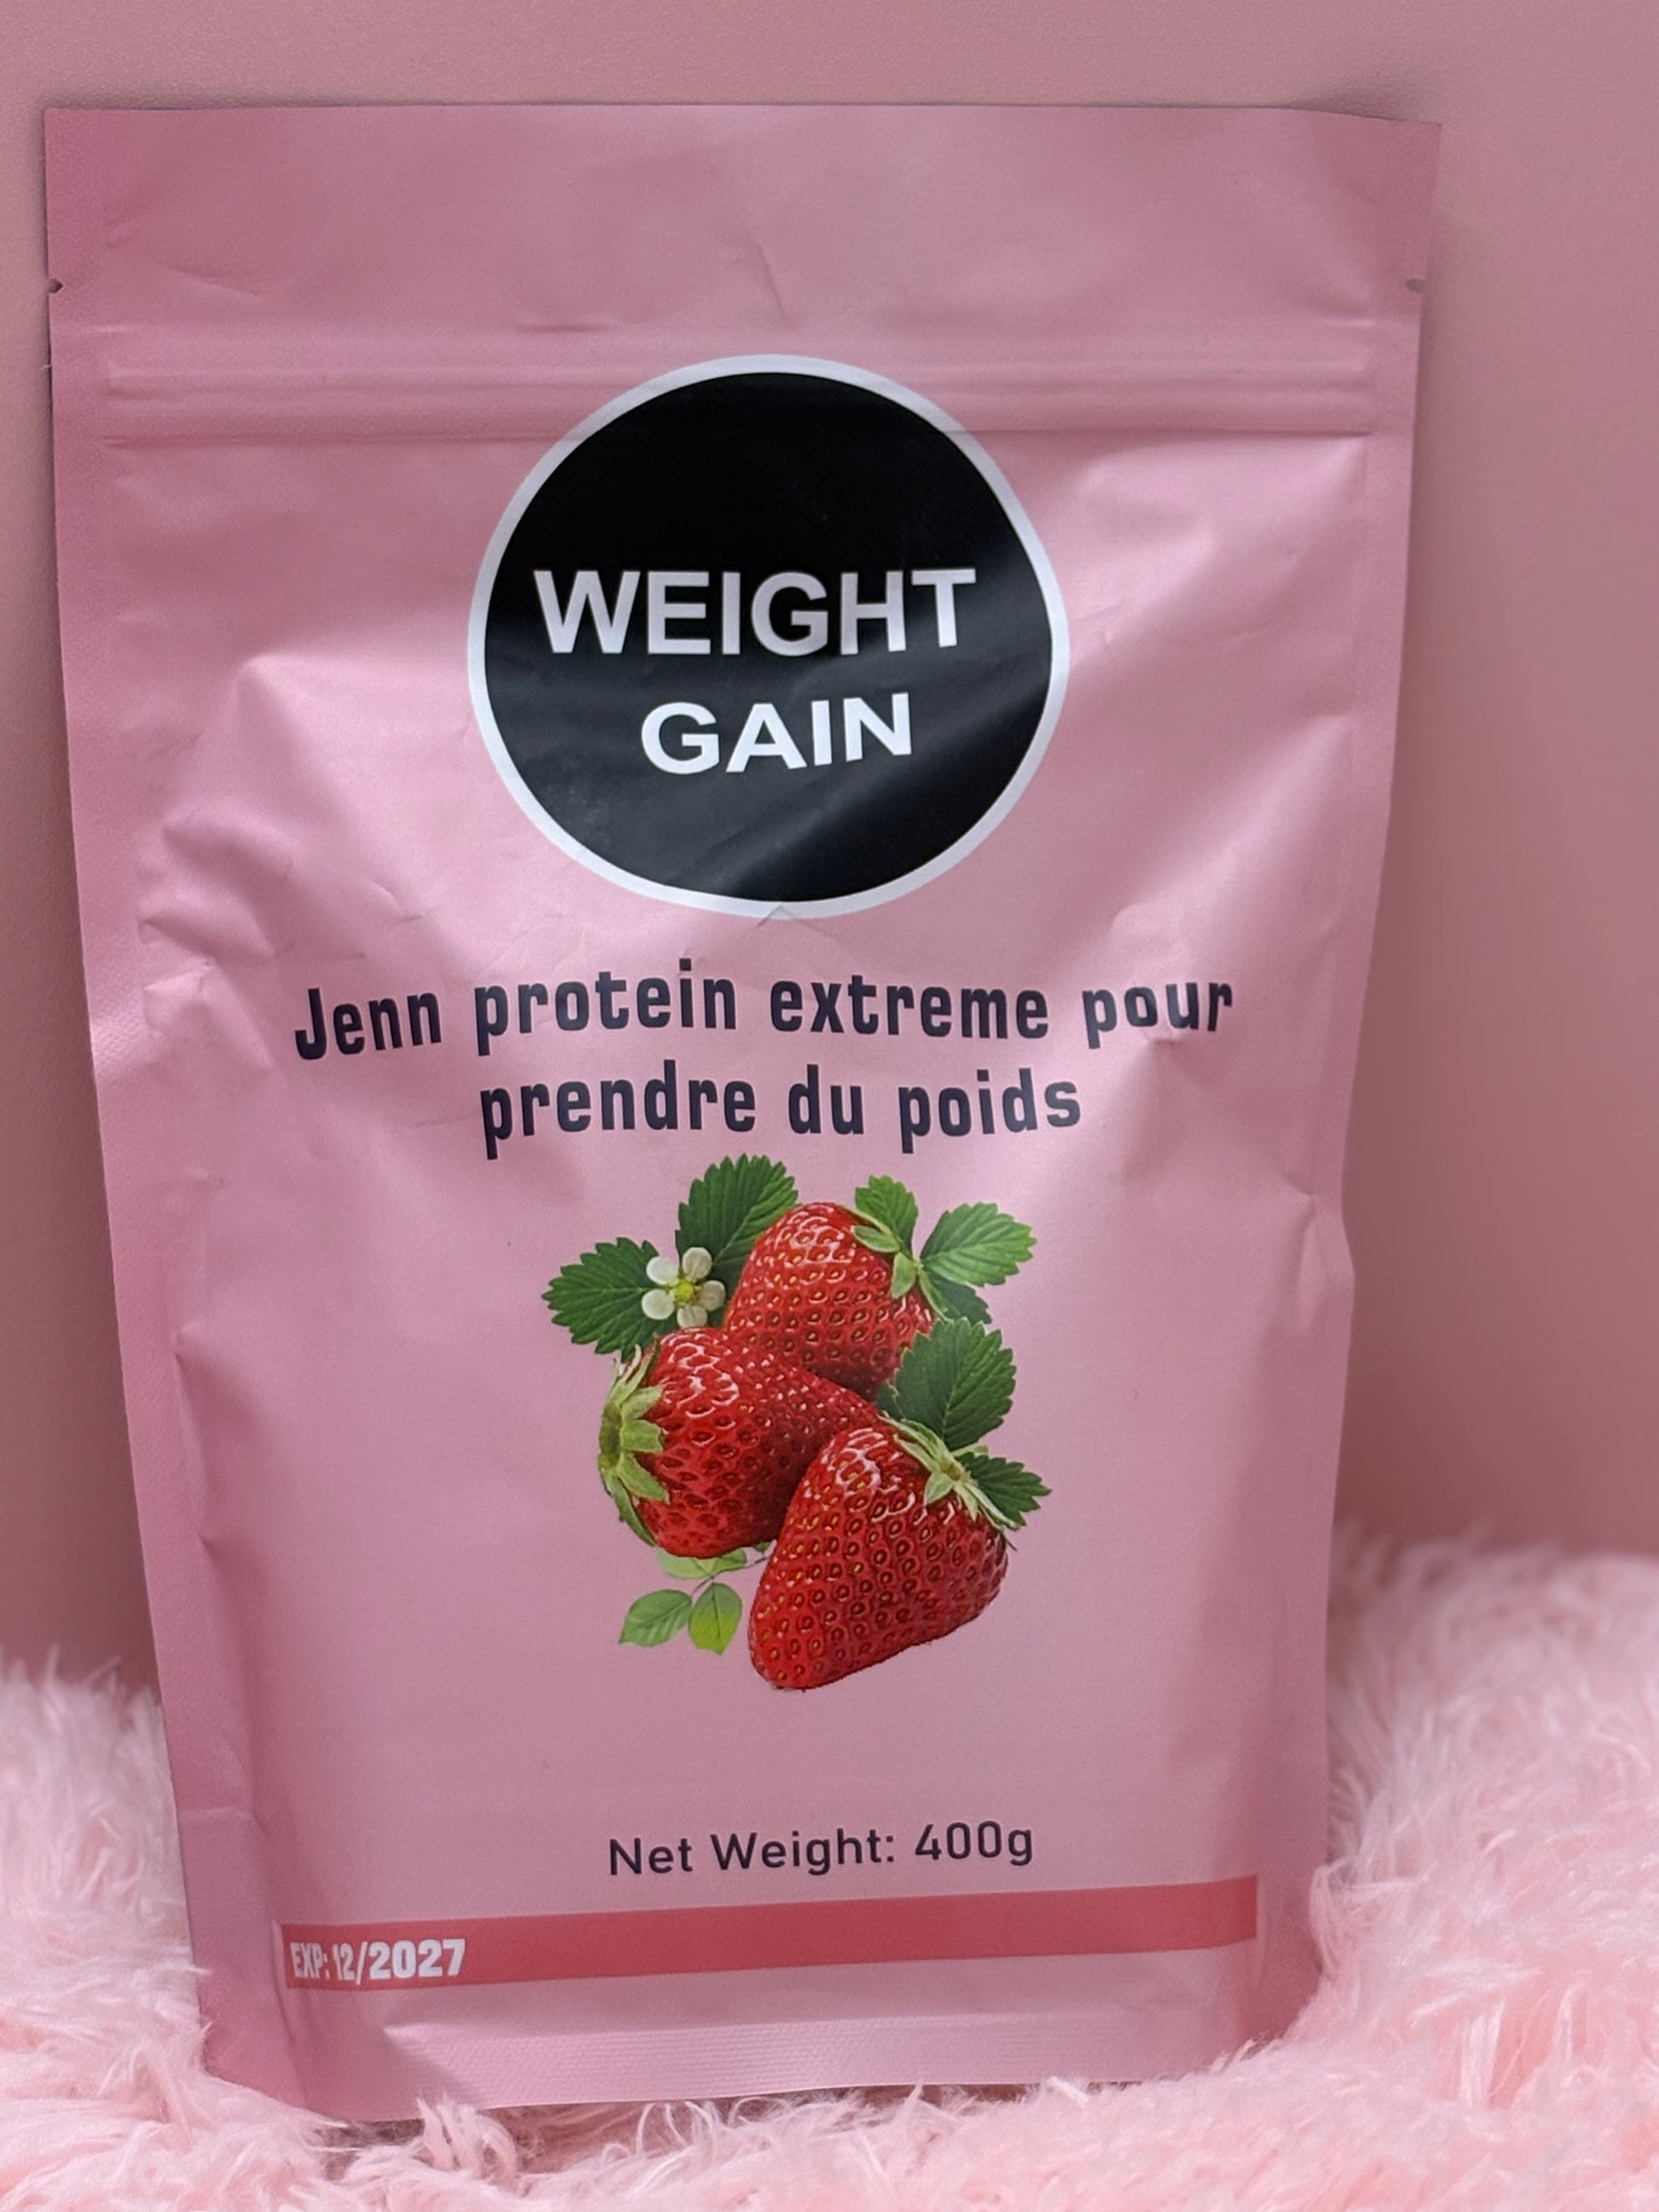 WEIGHT
GAIN
Jenn protein extreme pour
prendre du poids
Net Weight: 400g
EXP: 12/2027